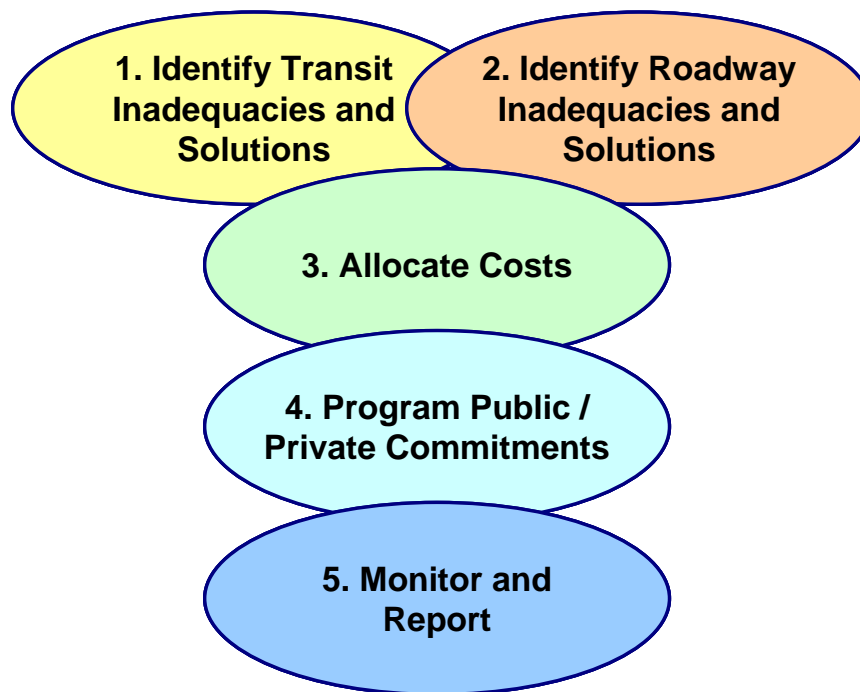 1. Identify Transit
Inadequacies and
Solutions
2. Identify Roadway
Inadequacies and
Solutions
3. Allocate Costs
4. Program Public /
Private Commitments
5. Monitor and
Report